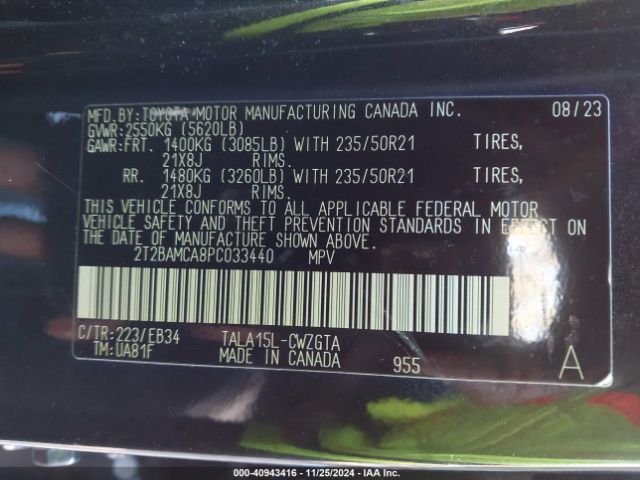 MFD.BY:TOYOTA MOTOR MANUFACTURING CANADA INC. 08/23
GVWR:2550KG (5620LB)
GAWR:FRT. 1400KG (3085LB) WITH 235/50R21 TIRES,
21X8J RIMS.
RR. 1480KG (3260LB) WITH 235/50R21 TIRES,
21X8J RIMS.
THIS VEHICLE CONFORMS TO ALL APPLICABLE FEDERAL MOTOR
VEHICLE SAFETY AND THEFT PREVENTION STANDARDS IN EFFECT ON
THE DATE OF MANUFACTURE SHOWN ABOVE.
2T2BAMCA8PC033440 MPV
C/TR:223/EB34 TALA15L-CWZGTA
TM:UA81F MADE IN CANADA 955 A
000-40943416 - 11/25/2024 - IAA Inc.